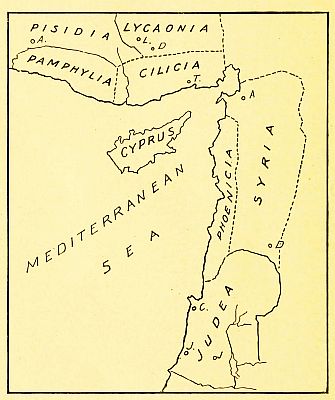 PISIDIA
LYCAONIA
A.
L.
D.
PAMPHYLIA
CILICIA
T.
A
CYPRUS
PHOENICIA
SYRIA
MEDITERRANEAN
SEA
D
C.
JUDEA
J.